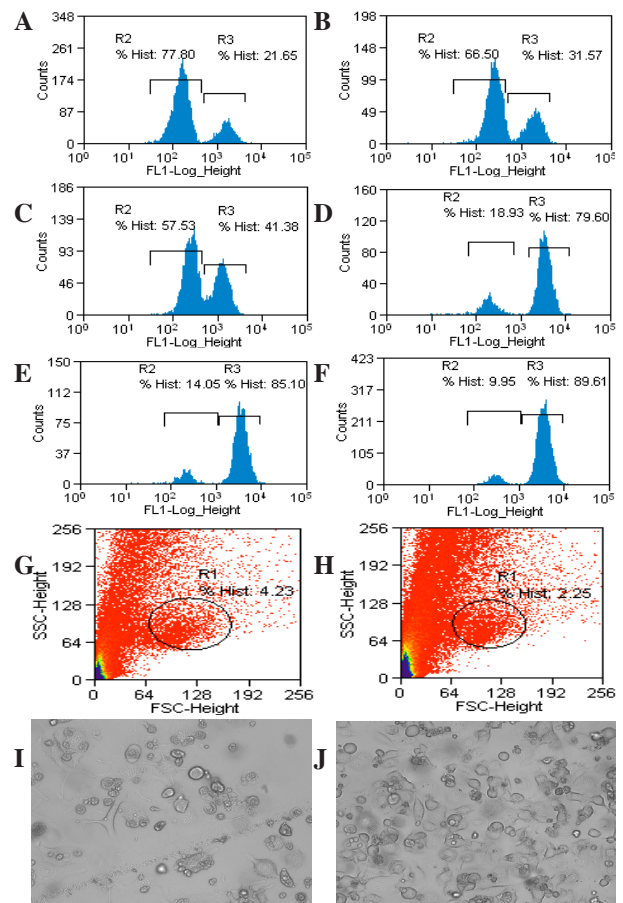 A
348
261
174
87
0
Counts
R2
% Hist: 77.80
R3
% Hist: 21.65
10⁰ 10¹ 10² 10³ 10⁴ 10⁵
FL1-Log_Height
B
198
148
99
49
0
Counts
R2
% Hist: 66.50
R3
% Hist: 31.57
10⁰ 10¹ 10² 10³ 10⁴ 10⁵
FL1-Log_Height
C
186
139
93
46
0
Counts
R2
% Hist: 57.53
R3
% Hist: 41.38
10⁰ 10¹ 10² 10³ 10⁴ 10⁵
FL1-Log_Height
D
160
120
80
40
0
Counts
R2
% Hist: 18.93
R3
% Hist: 79.60
10⁰ 10¹ 10² 10³ 10⁴ 10⁵
FL1-Log_Height
E
150
112
75
37
0
Counts
R2
% Hist: 14.05
R3
% Hist: 85.10
10⁰ 10¹ 10² 10³ 10⁴ 10⁵
FL1-Log_Height
F
423
317
211
105
0
Counts
R2
% Hist: 9.95
R3
% Hist: 89.61
10⁰ 10¹ 10² 10³ 10⁴ 10⁵
FL1-Log_Height
G
256
192
128
64
0
SSC-Height
R1
% Hist: 4.23
0 64 128 192 256
FSC-Height
H
256
192
128
64
0
SSC-Height
R1
% Hist: 2.25
0 64 128 192 256
FSC-Height
I
J